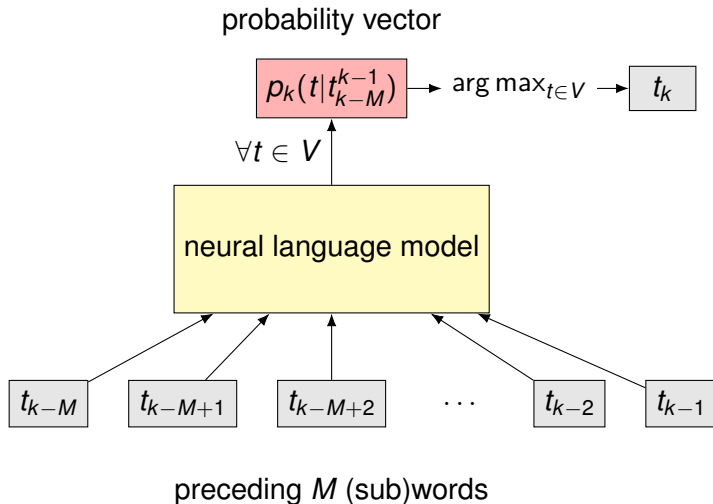 probability vector
p_k(t|t_{k-M}^{k-1}) arg max_{t∈V} t_k
∀t ∈ V
neural language model
t_{k-M} t_{k-M+1} t_{k-M+2} ... t_{k-2} t_{k-1}
preceding M (sub)words